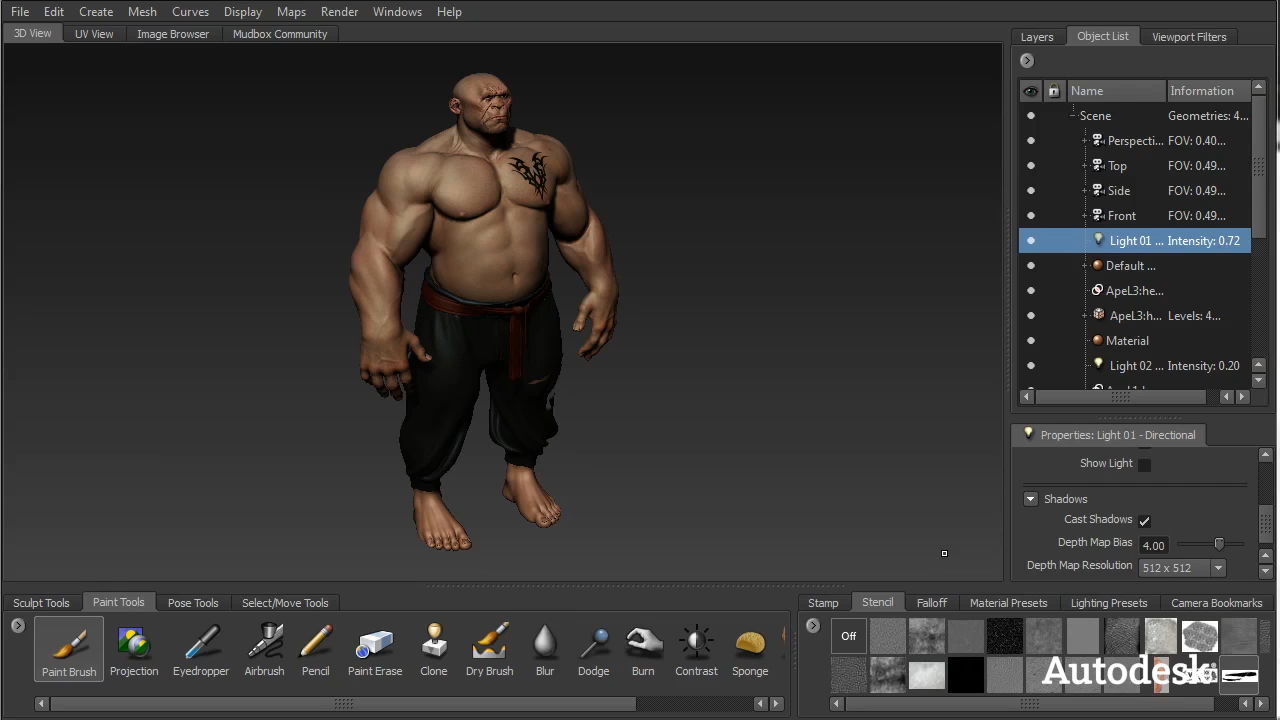 File Edit Create Mesh Curves Display Maps Render Windows Help
3D View UV View Image Browser Mudbox Community
Layers Object List Viewport Filters
Name Information
Scene Geometries: 4...
Perspecti... FOV: 0.40...
Top FOV: 0.49...
Side FOV: 0.49...
Front FOV: 0.49...
Light 01 ... Intensity: 0.72
Default ...
ApeL3:he...
ApeL3:h... Levels: 4...
Material
Light 02 ... Intensity: 0.20
Properties: Light 01 - Directional
Show Light
Shadows
Cast Shadows
Depth Map Bias 4.00
Depth Map Resolution 512 x 512
Sculpt Tools Paint Tools Pose Tools Select/Move Tools
Paint Brush Projection Eyedropper Airbrush Pencil Paint Erase Clone Dry Brush Blur Dodge Burn Contrast Sponge
Stamp Stencil Falloff Material Presets Lighting Presets Camera Bookmarks
Off
Autodesk